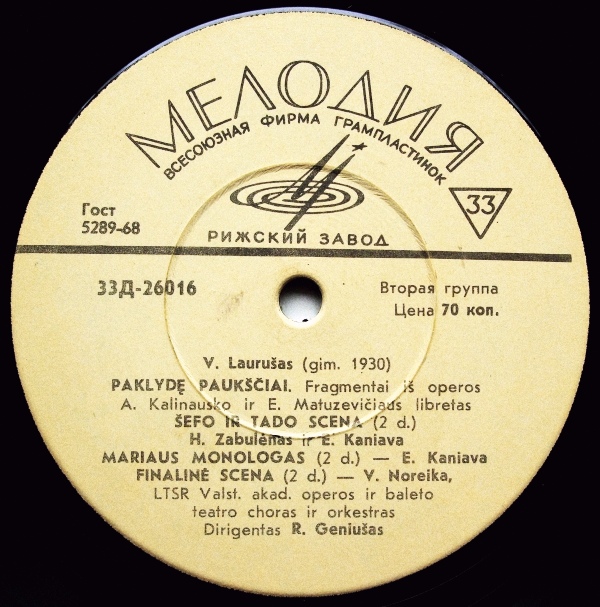 МЕЛОДИЯ
ВСЕСОЮЗНАЯ ФИРМА ГРАМПЛАСТИНОК
33
Гост
5289-68
РИЖСКИЙ ЗАВОД
33Д-26016
Вторая группа
Цена 70 коп.
V. Laurušas (gim. 1930)
PAKLYDĘ PAUKŠČIAI. Fragmentai iš operos
A. Kalinausko ir E. Matuzevičiaus libretas
ŠEFO IR TADO SCENA (2 d.)
H. Zabulėnas ir E. Kaniava
MARIAUS MONOLOGAS (2 d.) — E. Kaniava
FINALINĖ SCENA (2 d.) — V. Noreika,
LTSR Valst. akad. operos ir baleto
teatro choras ir orkestras
Dirigentas R. Geniušas